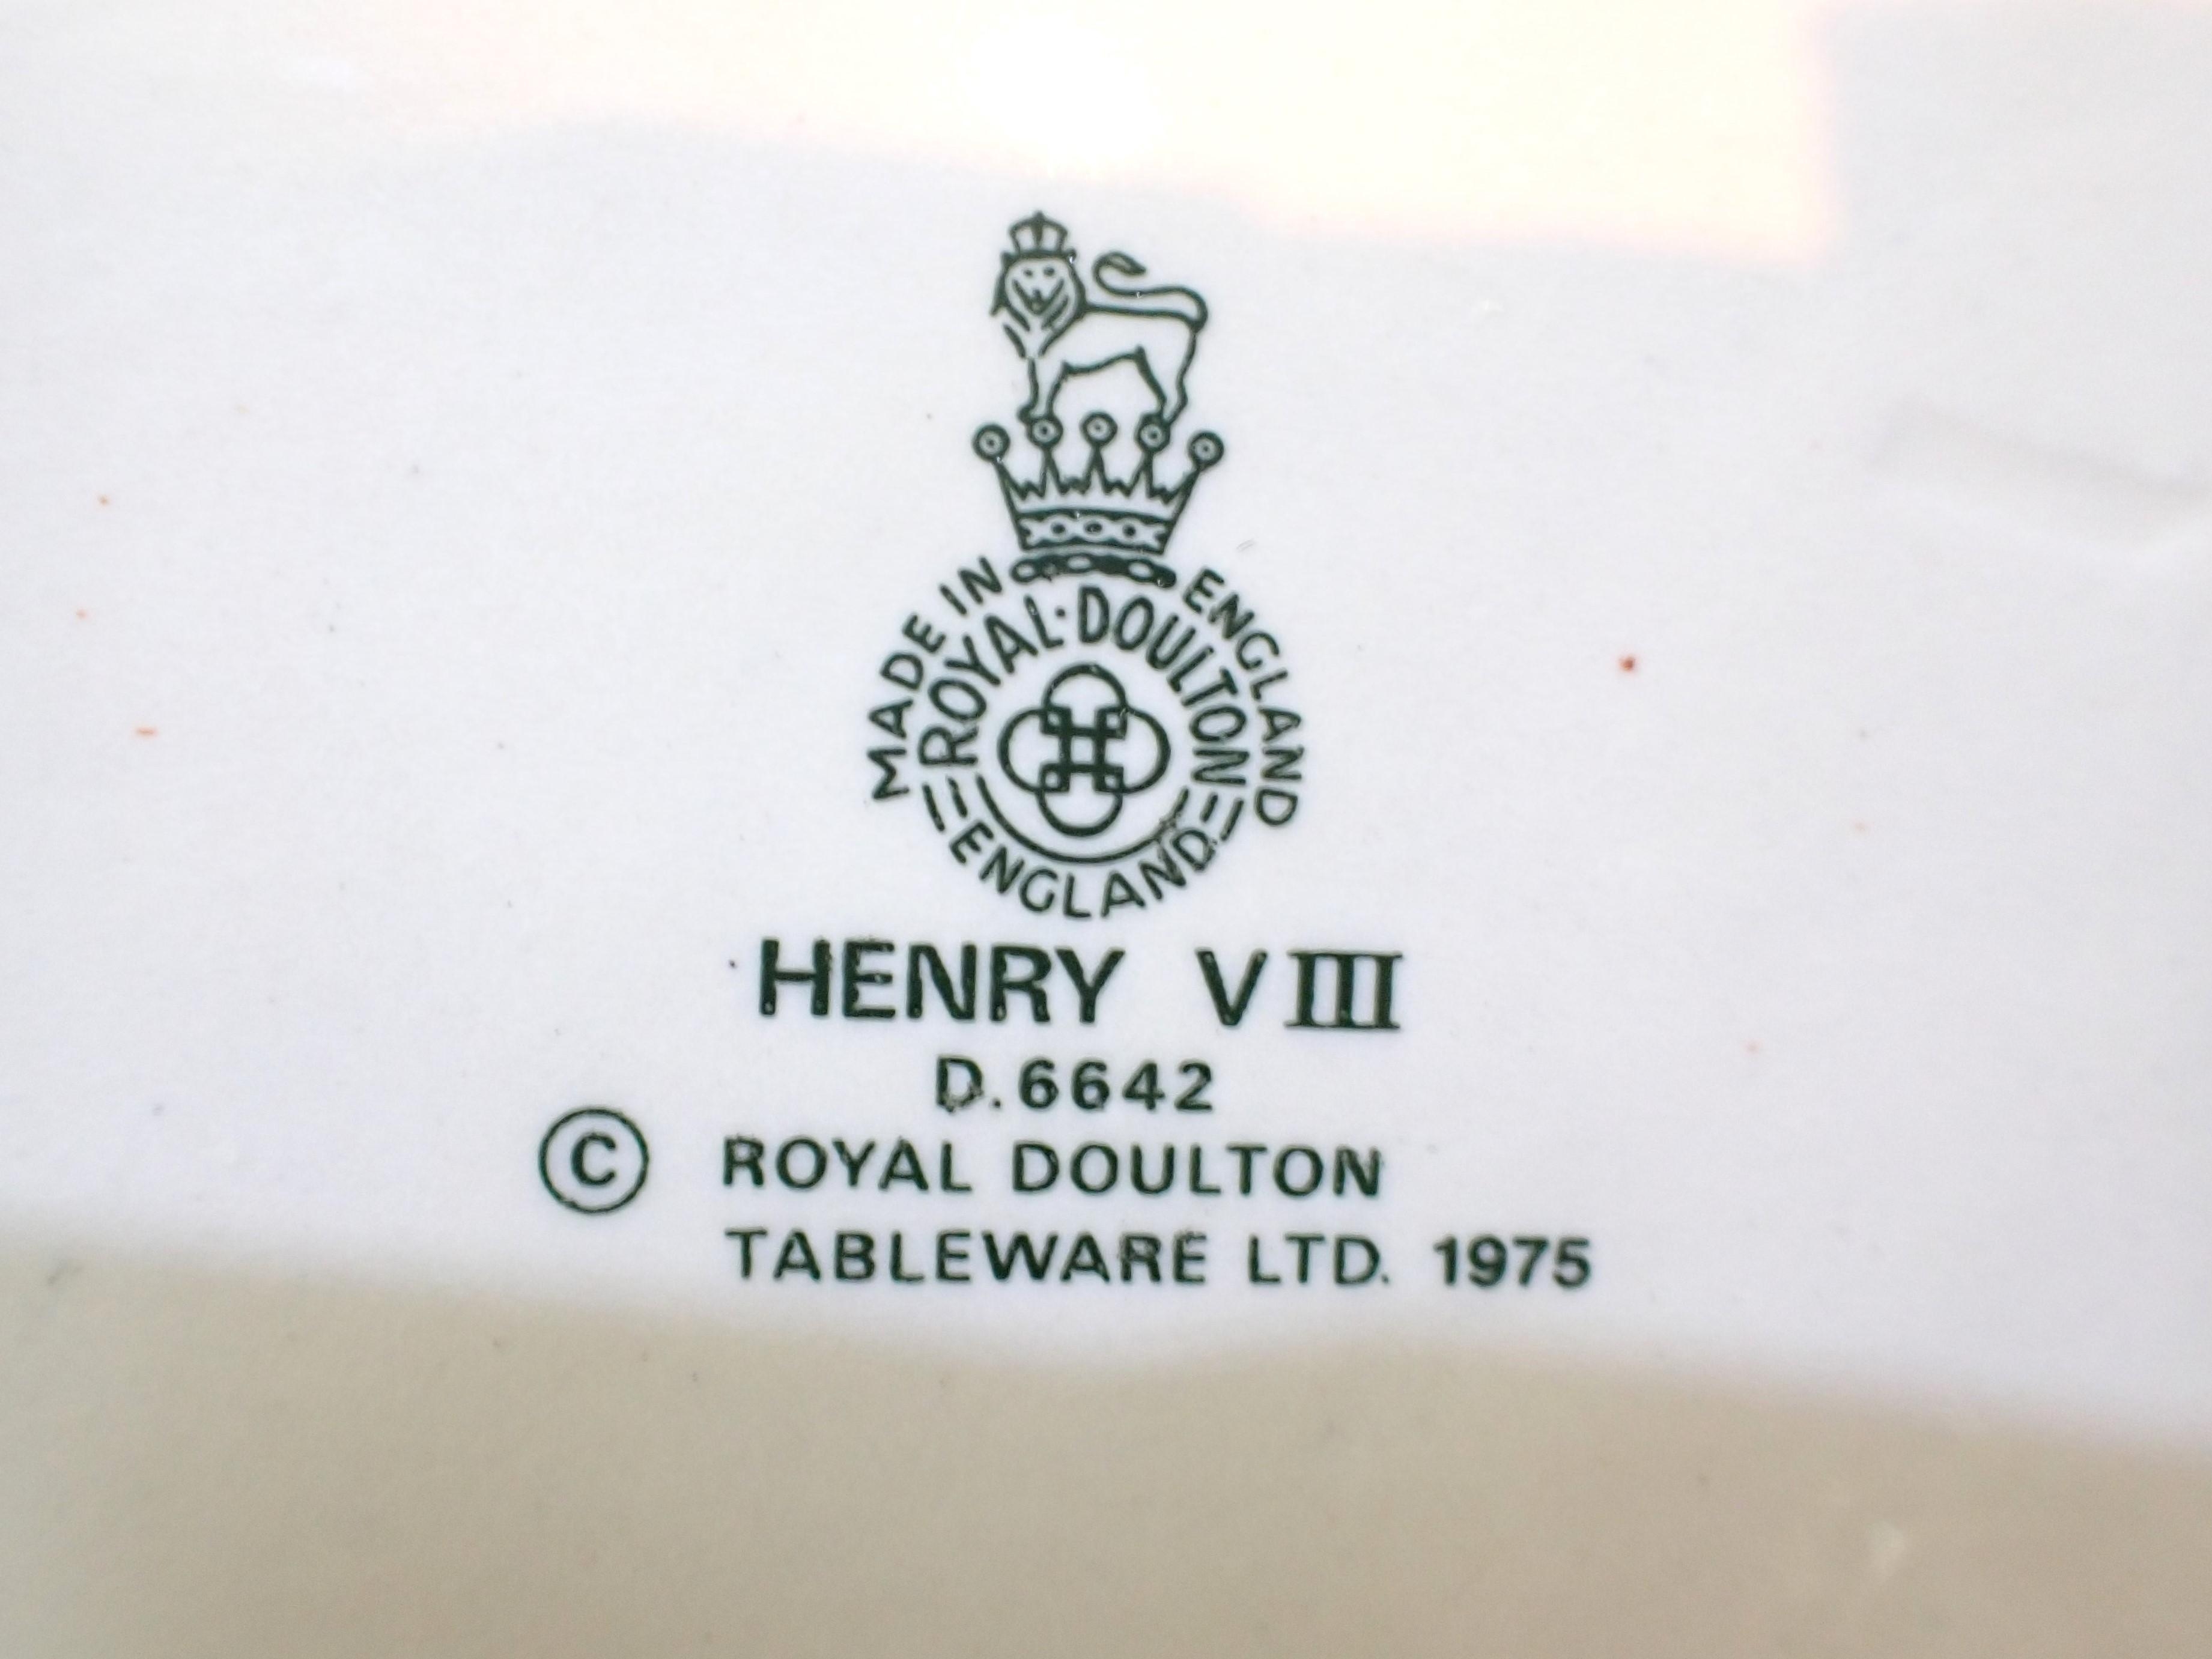 MADE IN ENGLAND
ROYAL·DOULTON
ENGLAND
HENRY VIII
D.6642
© ROYAL DOULTON
TABLEWARE LTD. 1975